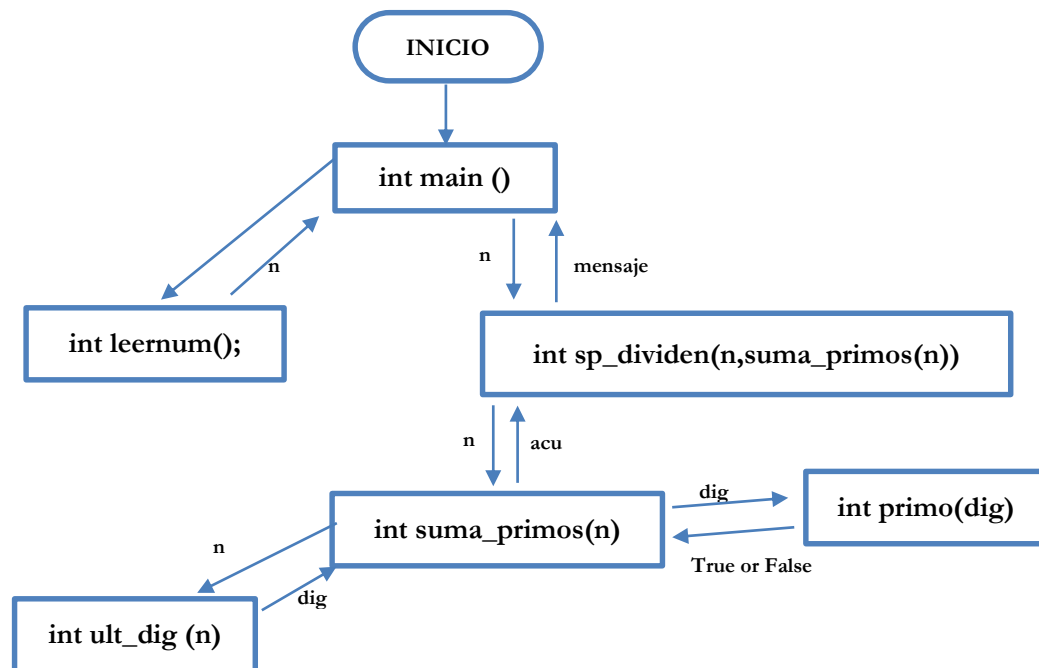 INICIO
int main ()
n
n
mensaje
int leernum();
int sp_dividen(n,suma_primos(n))
n
acu
dig
int primo(dig)
int suma_primos(n)
n
True or False
dig
int ult_dig (n)